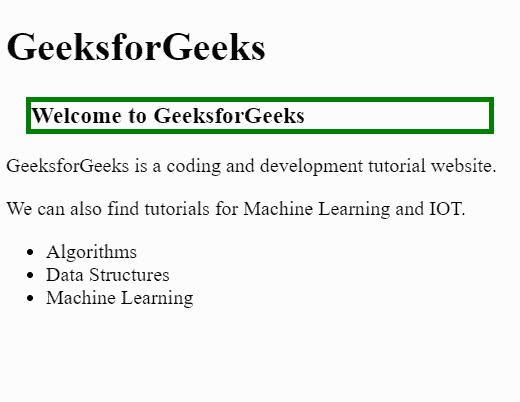 GeeksforGeeks
Welcome to GeeksforGeeks
GeeksforGeeks is a coding and development tutorial website.
We can also find tutorials for Machine Learning and IOT.
• Algorithms
• Data Structures
• Machine Learning